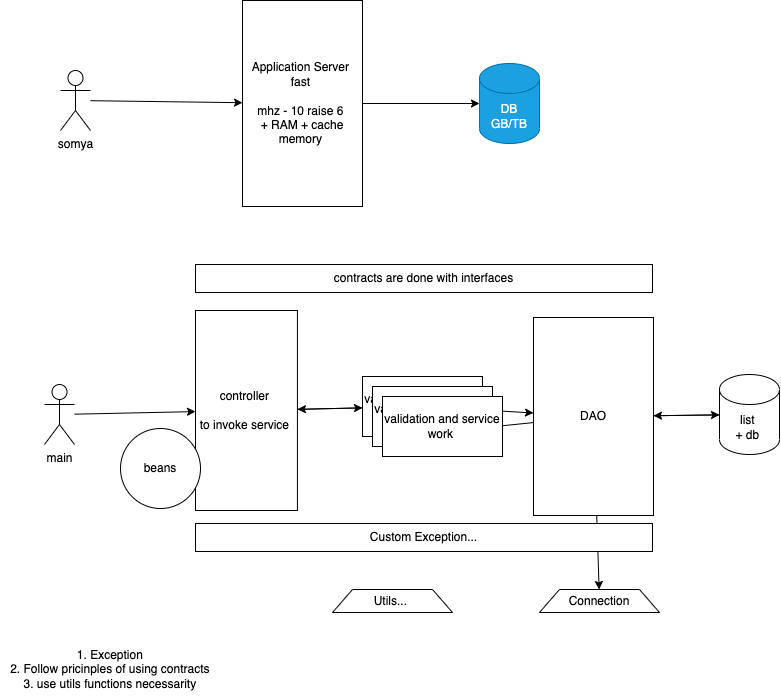 Application Server
fast
mhz - 10 raise 6
+ RAM + cache
memory
DB
GB/TB
somya
contracts are done with interfaces
controller
to invoke service
va
va
validation and service
work
DAO
list
+ db
main
beans
Custom Exception...
Utils...
Connection
1. Exception
2. Follow pricinples of using contracts
3. use utils functions necessarity